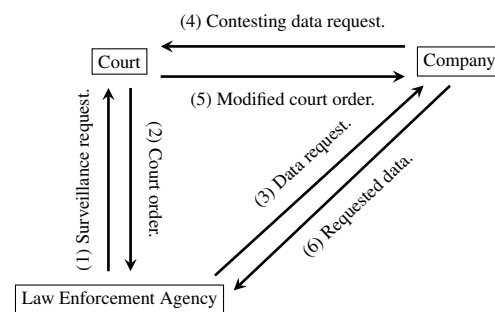 (4) Contesting data request.
Court
Company
(5) Modified court order.
(1) Surveillance request.
(2) Court order.
(3) Data request.
(6) Requested data.
Law Enforcement Agency